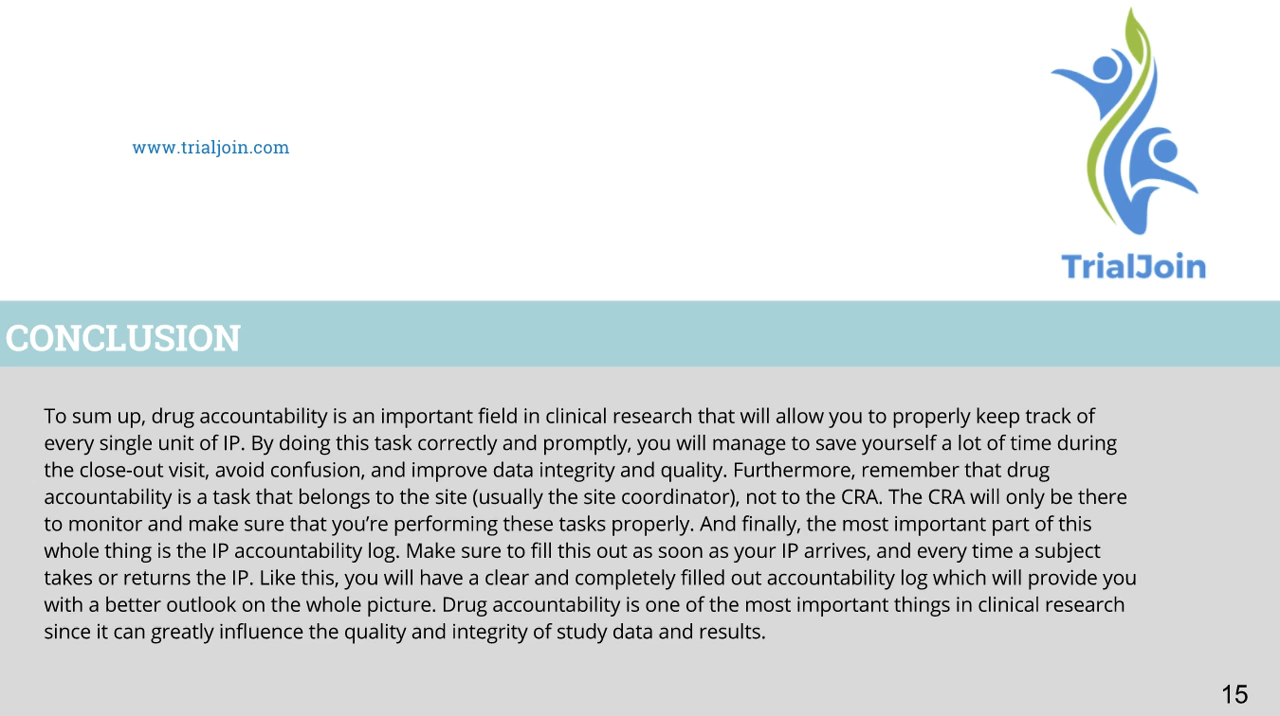 www.trialjoin.com
TrialJoin
CONCLUSION
To sum up, drug accountability is an important field in clinical research that will allow you to properly keep track of
every single unit of IP. By doing this task correctly and promptly, you will manage to save yourself a lot of time during
the close-out visit, avoid confusion, and improve data integrity and quality. Furthermore, remember that drug
accountability is a task that belongs to the site (usually the site coordinator), not to the CRA. The CRA will only be there
to monitor and make sure that you’re performing these tasks properly. And finally, the most important part of this
whole thing is the IP accountability log. Make sure to fill this out as soon as your IP arrives, and every time a subject
takes or returns the IP. Like this, you will have a clear and completely filled out accountability log which will provide you
with a better outlook on the whole picture. Drug accountability is one of the most important things in clinical research
since it can greatly influence the quality and integrity of study data and results.
15